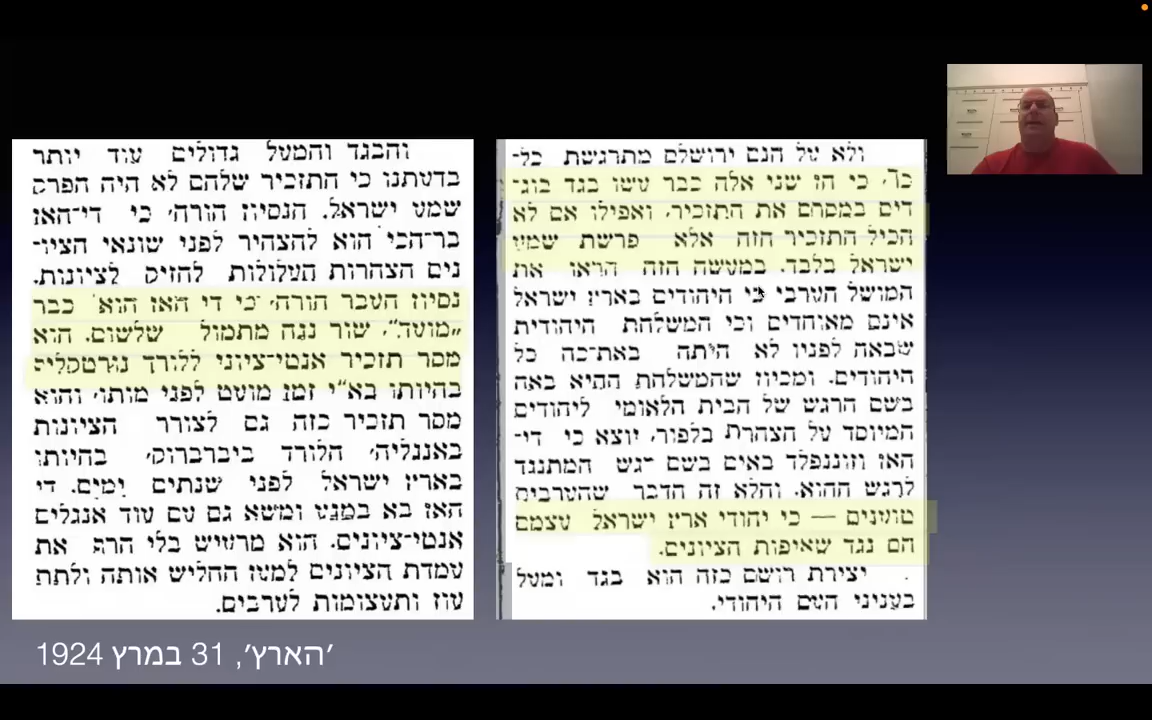 ולא על חנם ירושלם מתרגשת כל־
כך, כי הן שני אלה כבר עשו בגד בוג־
דים במסרם את התזכיר, ואפילו אם לא
הכיל התזכיר הזה אלא פרשת שמע
ישראל בלבד. במעשה הזה הראו את
המושל הערבי כי היהודים בארץ ישראל
אינם מאוחדים וכי המשלחת היהודית
שבאה לפניו לא היתה באת־כח כל
היהודים. ומכיון שהמשלחת ההיא באה
בשם הרגש של הבית הלאומי ליהודים
המיוסד על הצהרת בלפור, יוצא כי די־
האן וזוננפלד באים בשם רגש המתנגד
לרגש ההוא. והלא זה הדבר שהערבים
טוענים — כי יהודי ארץ ישראל עצמם
הם נגד שאיפות הציונים.
יצירת רושם כזה הוא בגד ומעל
בעניני העם היהודי.
והבגד והמעל גדולים עוד יותר
בדעתנו כי התזכיר שלהם לא היה הפרק
שמע ישראל. הנסיון הורה, כי די־האן
בר־הכי הוא להצהיר לפני שונאי הציו־
נים הצהרות העלולות להזיק לציונות.
נסיון העבר הורה, כי די האן הוא כבר
„מועד", שור נגח מתמול שלשום. הוא
מסר תזכיר אנטי־ציוני ללורד נורטקליף
בהיותו בא"י זמן מועט לפני מותו, והוא
מסר תזכיר כזה גם לצורר הציונות
באנגליה, הלורד ביברברוק, בהיותו
בארץ ישראל לפני שנתים ימים. די
האן בא במגע ומשא גם עם עוד אנגלים
אנטי־ציונים. הוא מרעיש בלי הרף את
עמדת הציונים למען החליש אותה ולתת
עוז ותעצומות לערבים.
׳הארץ׳, 31 במרץ 1924